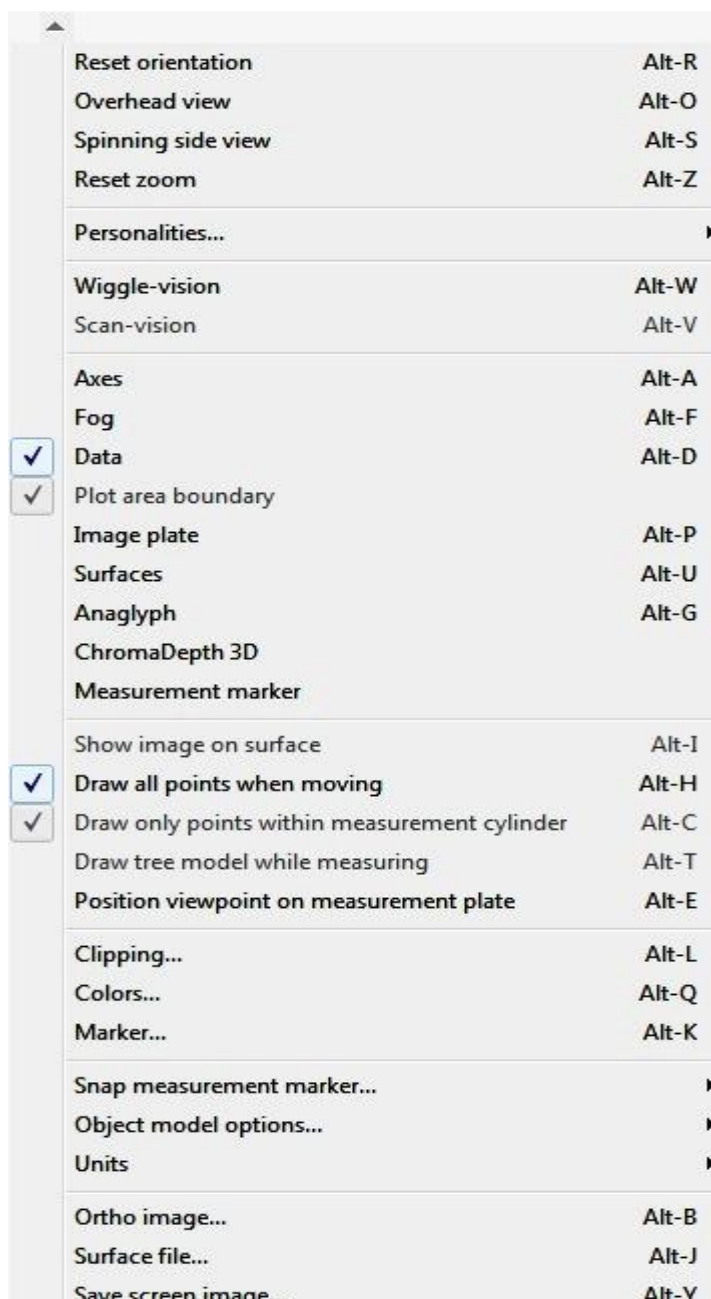 Reset orientation Alt-R
Overhead view Alt-O
Spinning side view Alt-S
Reset zoom Alt-Z
Personalities...
Wiggle-vision Alt-W
Scan-vision Alt-V
Axes Alt-A
Fog Alt-F
Data Alt-D
Plot area boundary
Image plate Alt-P
Surfaces Alt-U
Anaglyph Alt-G
ChromaDepth 3D
Measurement marker
Show image on surface Alt-I
Draw all points when moving Alt-H
Draw only points within measurement cylinder Alt-C
Draw tree model while measuring Alt-T
Position viewpoint on measurement plate Alt-E
Clipping... Alt-L
Colors... Alt-Q
Marker... Alt-K
Snap measurement marker...
Object model options...
Units
Ortho image... Alt-B
Surface file... Alt-J
Save screen image... Alt-Y